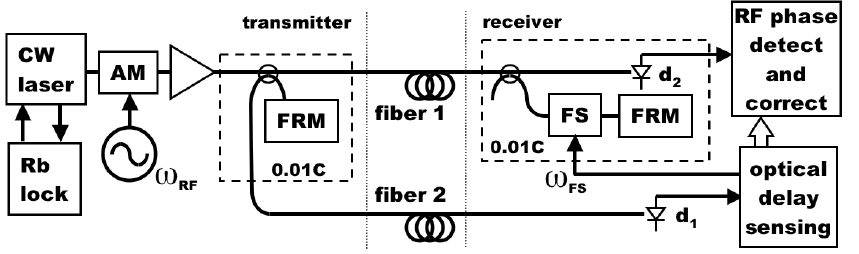 transmitter
receiver
RF phase
detect
and
correct
CW
laser
AM
d₂
fiber 1
FRM
FS
FRM
0.01C
0.01C
Rb
lock
ωRF
ωFS
optical
delay
sensing
fiber 2
d₁